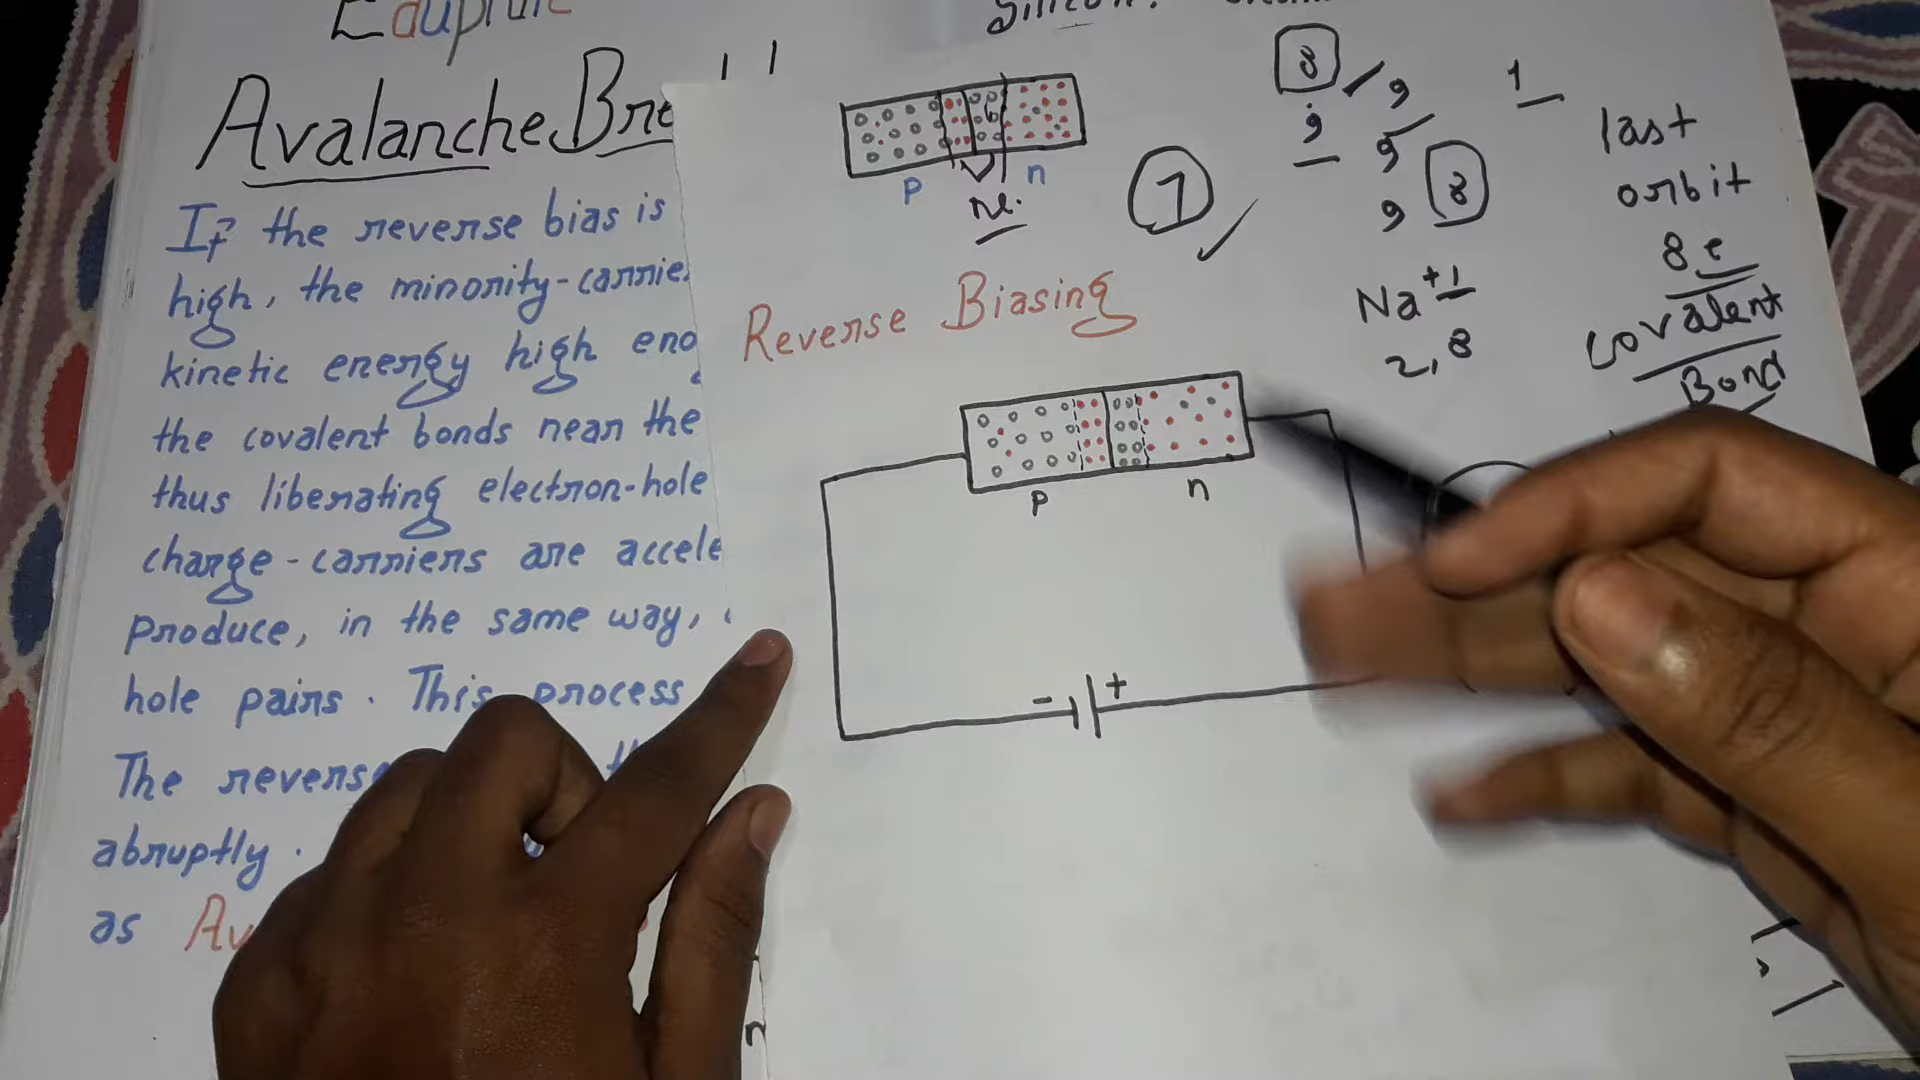 Avalanche
If the reverse bias is
high, the minority-carrie
kinetic energy high eno
the covalent bonds near the
thus liberating electron-hole
charge-carriers are accele
produce, in the same way,
hole pairs. This process
The revers
abruptly.
as Av
p n
Reverse Biasing
p n
- +
7
8 , 9 1
9
9
9 8
Na+1
2, 8
last
orbit
8 e
covalent
Bond
n